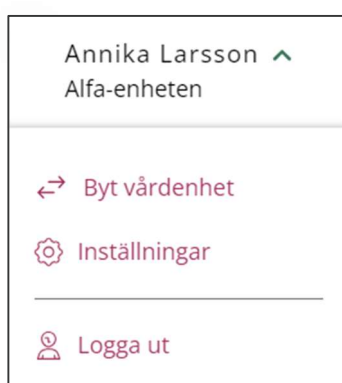 Annika Larsson
Alfa-enheten
Byt vårdenhet
Inställningar
Logga ut